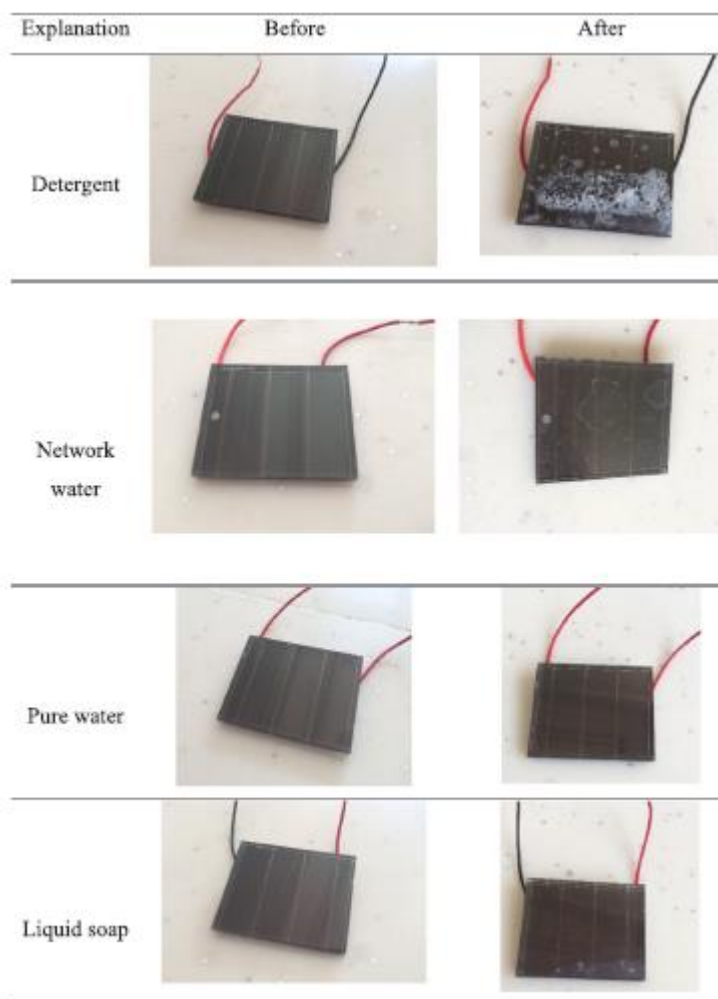 Explanation Before After
Detergent
Network
water
Pure water
Liquid soap